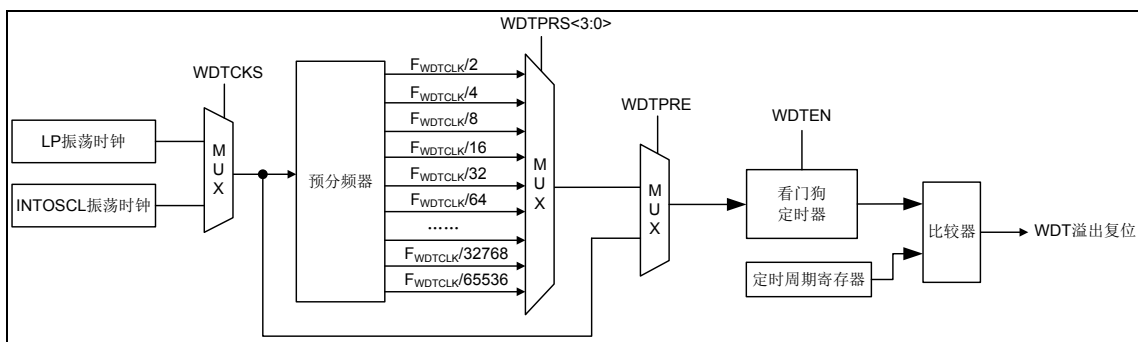 WDTPRS<3:0>
WDTCKS
LP振荡时钟
INTOSCL振荡时钟
MUX
预分频器
FWDTCLK/2
FWDTCLK/4
FWDTCLK/8
FWDTCLK/16
FWDTCLK/32
FWDTCLK/64
……
FWDTCLK/32768
FWDTCLK/65536
MUX
WDTPRE
MUX
WDTEN
看门狗
定时器
定时周期寄存器
比较器
WDT溢出复位